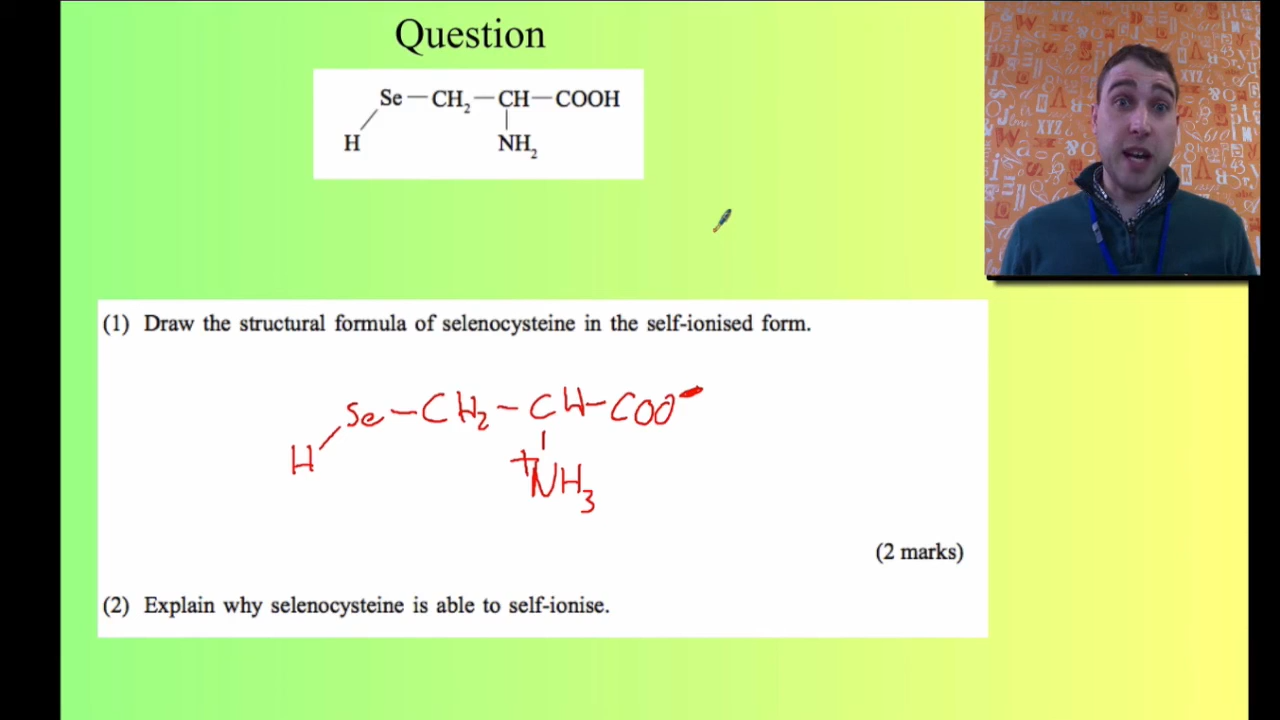 Question
Se—CH₂—CH—COOH
H NH₂
(1) Draw the structural formula of selenocysteine in the self-ionised form.
Se—CH₂—CH—COO⁻
H ⁺NH₃
(2 marks)
(2) Explain why selenocysteine is able to self-ionise.